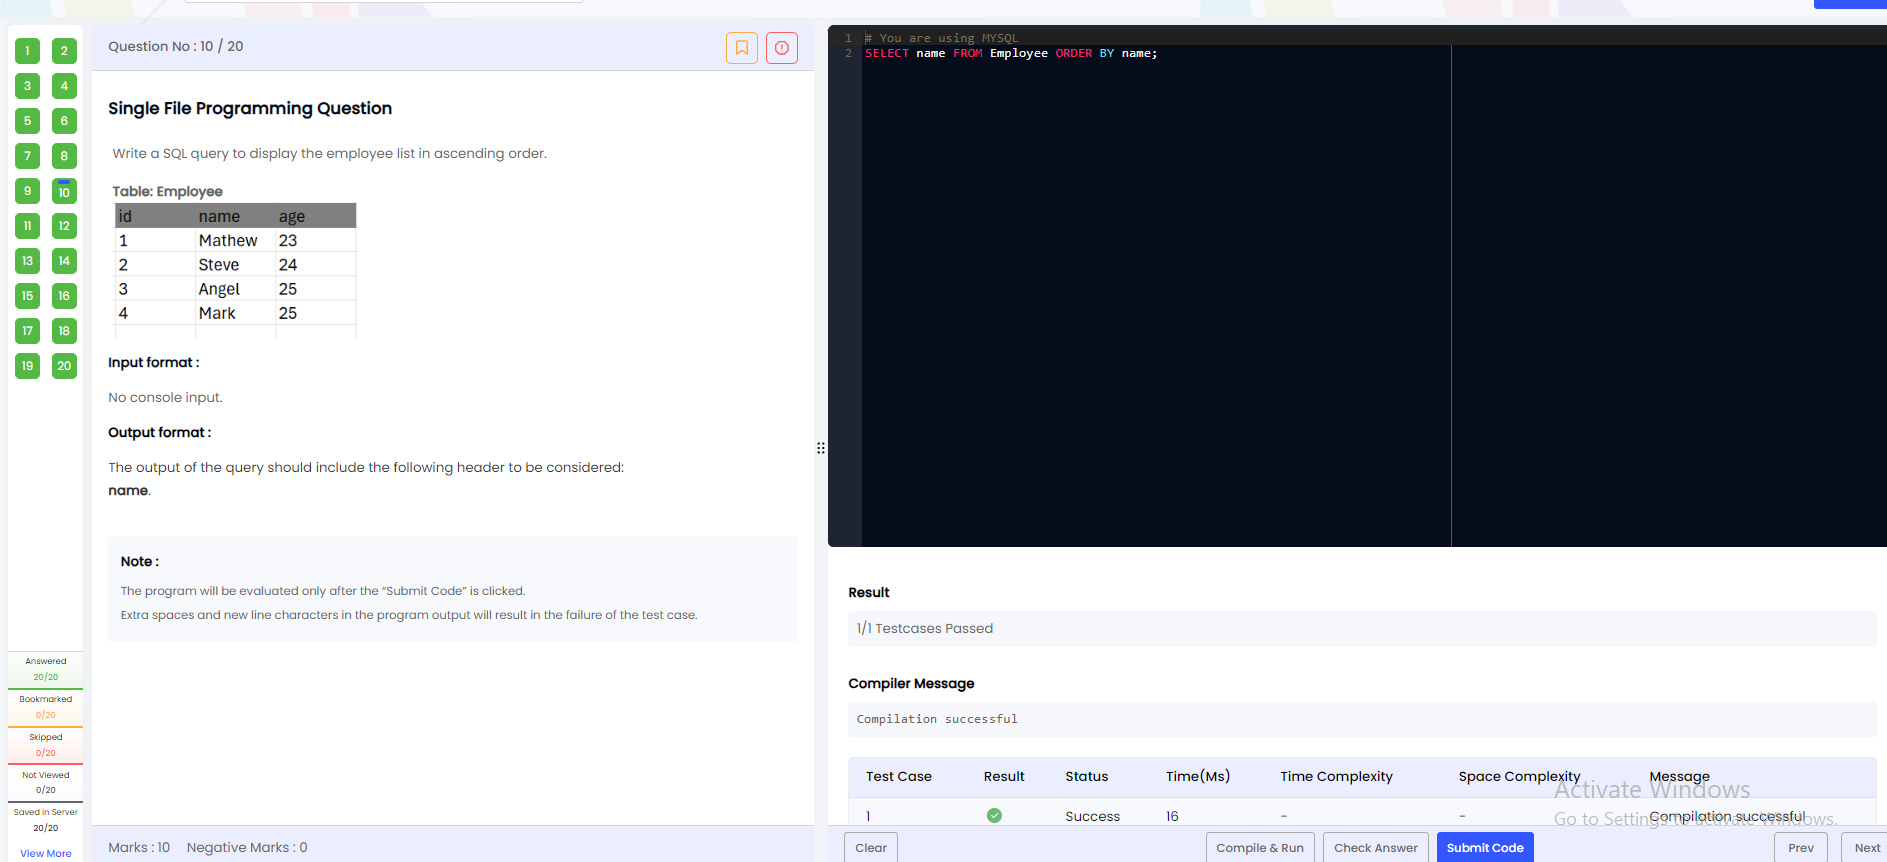 1 2
3 4
5 6
7 8
9 10
11 12
13 14
15 16
17 18
19 20
Answered
20/20
Bookmarked
0/20
Skipped
0/20
Not Viewed
0/20
Saved in Server
20/20
View More
Question No : 10 / 20
Single File Programming Question
Write a SQL query to display the employee list in ascending order.
Table: Employee
id name age
1 Mathew 23
2 Steve 24
3 Angel 25
4 Mark 25
Input format :
No console input.
Output format :
The output of the query should include the following header to be considered:
name.
Note :
The program will be evaluated only after the “Submit Code” is clicked.
Extra spaces and new line characters in the program output will result in the failure of the test case.
Marks : 10 Negative Marks : 0
1 # You are using MYSQL
2 SELECT name FROM Employee ORDER BY name;
Result
1/1 Testcases Passed
Compiler Message
Compilation successful
Test Case Result Status Time(Ms) Time Complexity Space Complexity Message
1 Success 16 - - Compilation successful
Activate Windows
Go to Settings to activate Windows.
Clear Compile & Run Check Answer Submit Code Prev Next